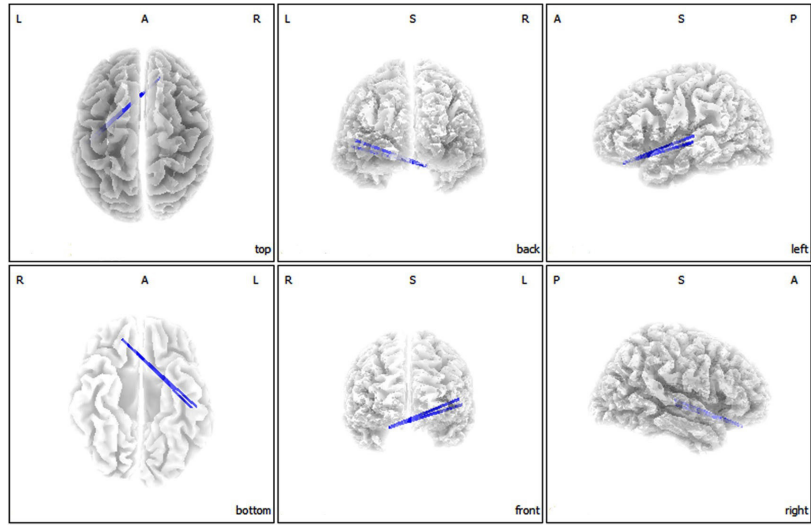 L A R
L S R
A S P
top
back
left
R A L
R S L
P S A
bottom
front
right